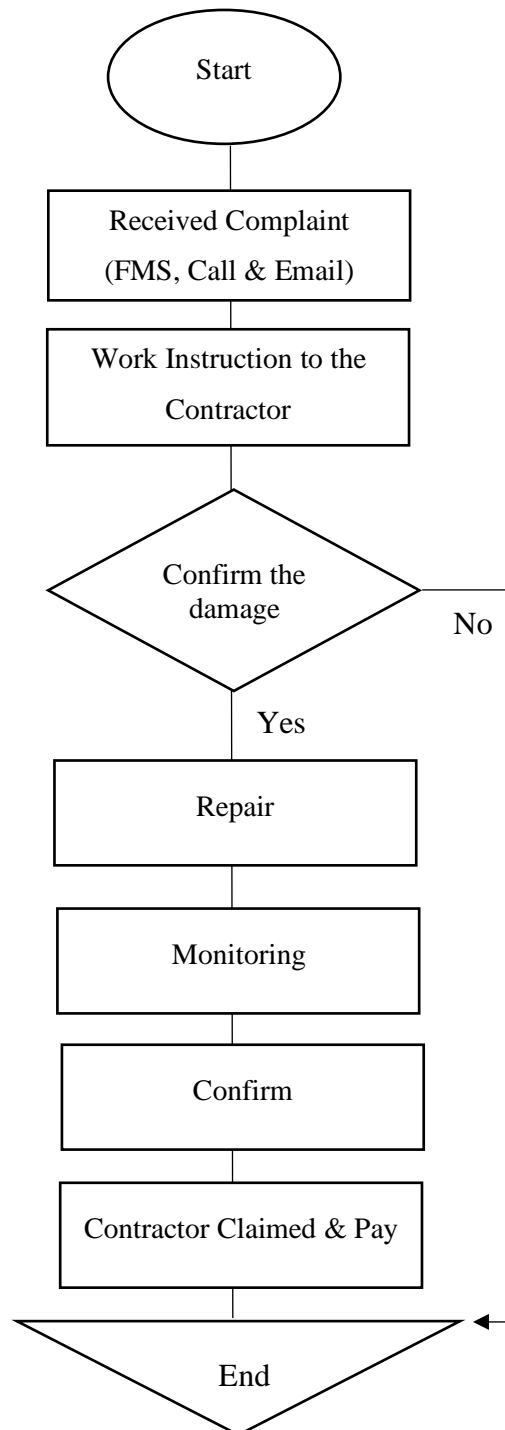 Start
Received Complaint
(FMS, Call & Email)
Work Instruction to the
Contractor
Confirm the
damage
No
Yes
Repair
Monitoring
Confirm
Contractor Claimed & Pay
End